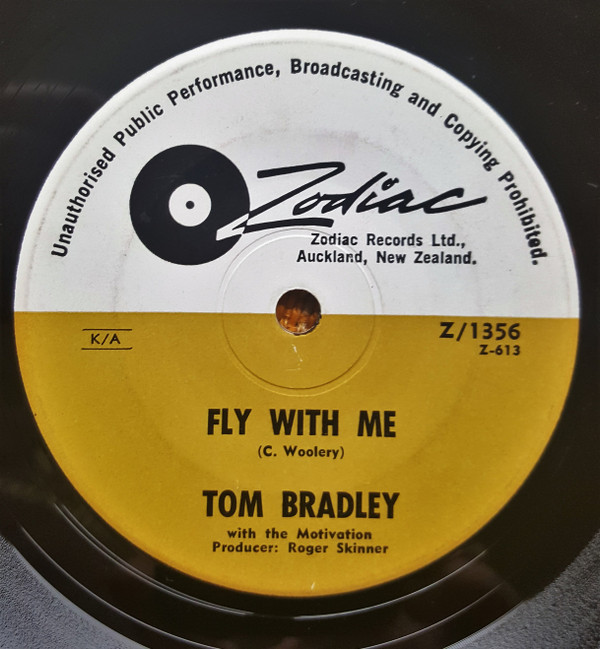 Unauthorised Public Performance, Broadcasting and Copying Prohibited.
Zodiac
Zodiac Records Ltd.,
Auckland, New Zealand.
K/A
Z/1356
Z-613
FLY WITH ME
(C. Woolery)
TOM BRADLEY
with the Motivation
Producer: Roger Skinner